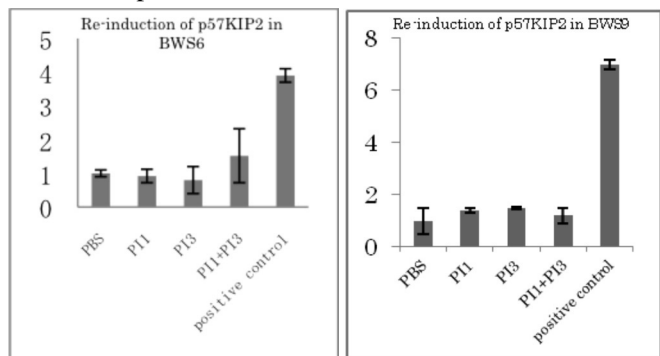 Re-induction of p57KIP2 in
BWS6
5
4
3
2
1
0
PBS
PI1
PI3
PI1+PI3
positive control
Re-induction of p57KIP2 in BWS9
8
6
4
2
0
PBS
PI1
PI3
PI1+PI3
positive control